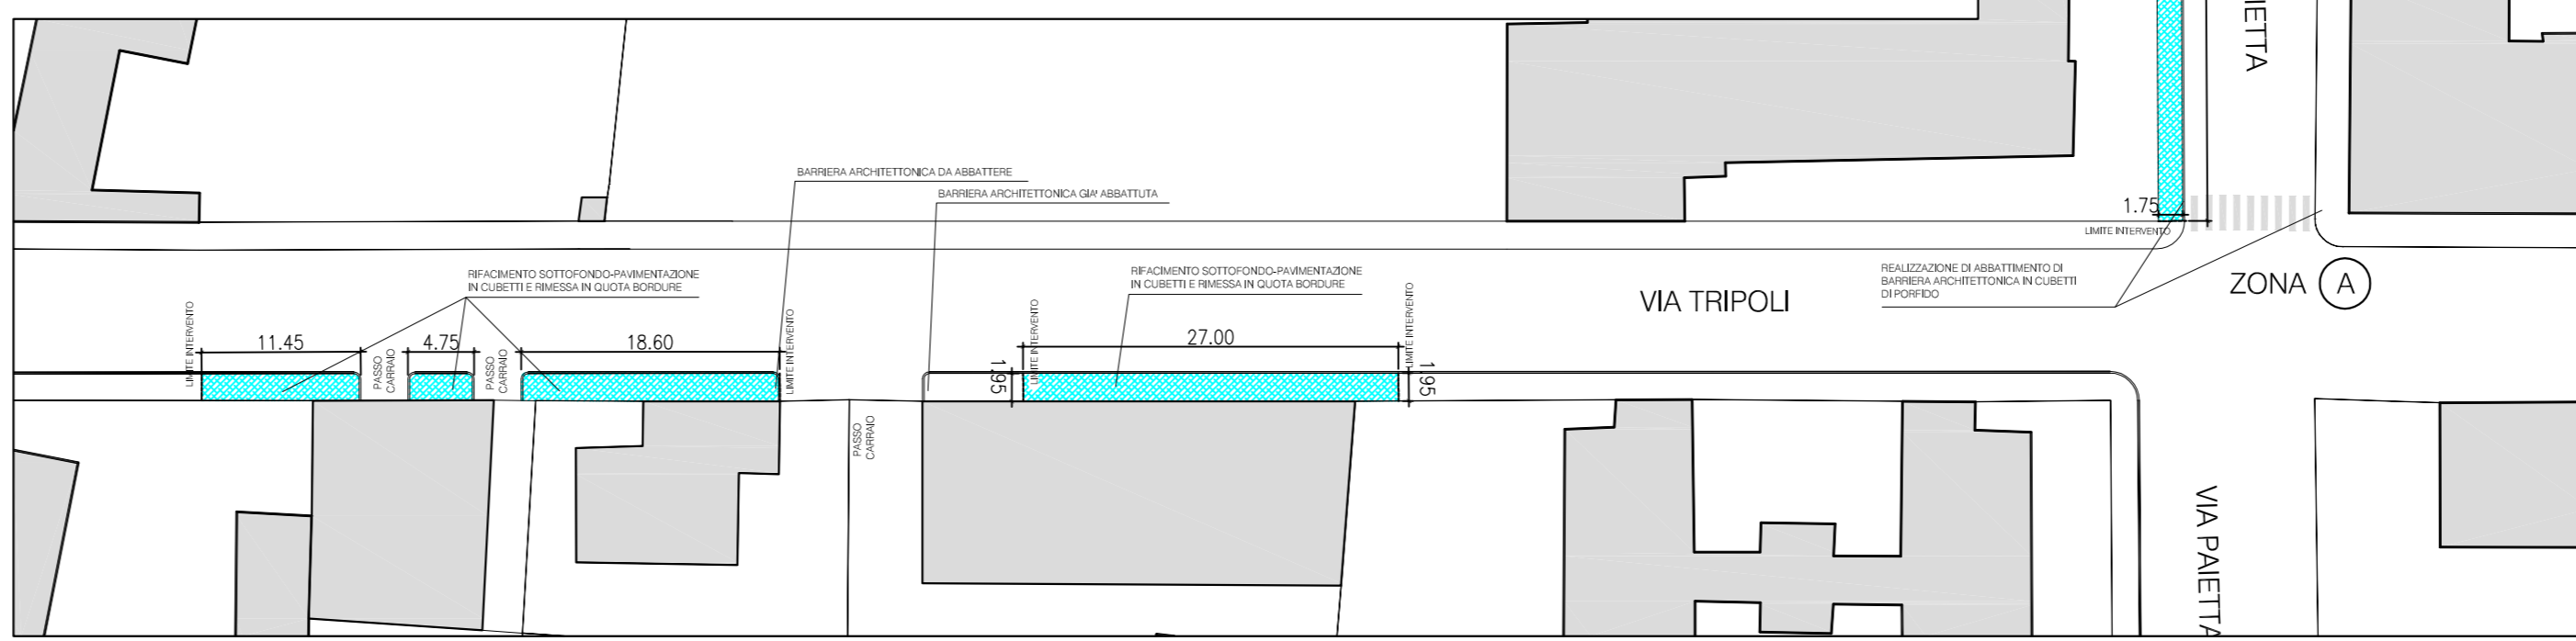 IETTA
BARRIERA ARCHITETTONICA DA ABBATTERE
BARRIERA ARCHITETTONICA GIA' ABBATTUTA
1.75
LIMITE INTERVENTO
RIFACIMENTO SOTTOFONDO-PAVIMENTAZIONE
IN CUBETTI E RIMESSA IN QUOTA BORDURE
RIFACIMENTO SOTTOFONDO-PAVIMENTAZIONE
IN CUBETTI E RIMESSA IN QUOTA BORDURE
REALIZZAZIONE DI ABBATTIMENTO DI
BARRIERA ARCHITETTONICA IN CUBETTI
DI PORFIDO
ZONA A
VIA TRIPOLI
LIMITE INTERVENTO
11.45
PASSO
CARRAIO
4.75
PASSO
CARRAIO
18.60
LIMITE INTERVENTO
1.95
LIMITE INTERVENTO
27.00
LIMITE INTERVENTO
1.95
PASSO
CARRAIO
VIA PAIETTA